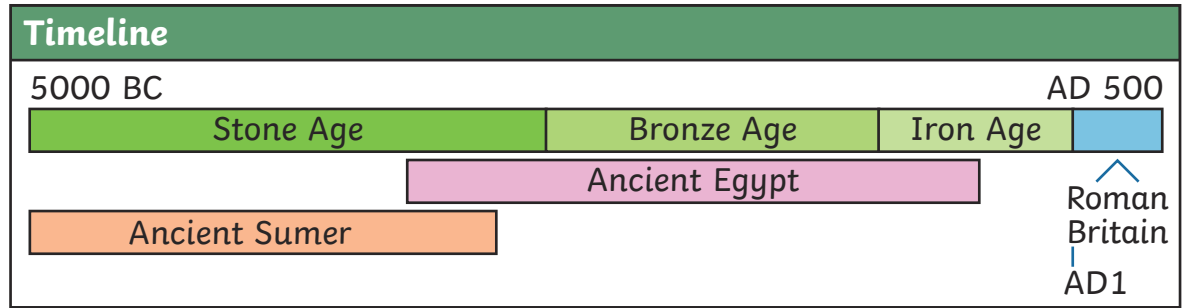 Timeline
5000 BC AD 500
Stone Age Bronze Age Iron Age
Ancient Egypt
Roman
Britain
Ancient Sumer
AD1